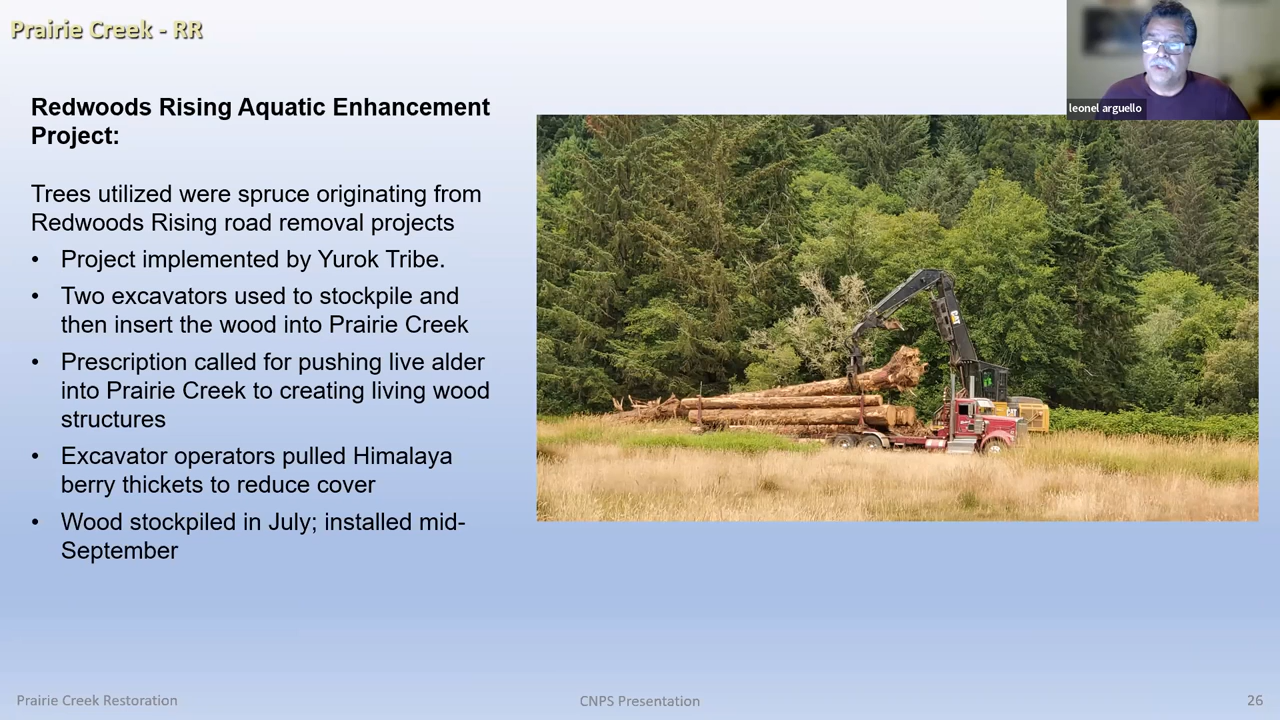 Prairie Creek - RR
leonel arguello
Redwoods Rising Aquatic Enhancement
Project:
Trees utilized were spruce originating from
Redwoods Rising road removal projects
• Project implemented by Yurok Tribe.
• Two excavators used to stockpile and
then insert the wood into Prairie Creek
• Prescription called for pushing live alder
into Prairie Creek to creating living wood
structures
• Excavator operators pulled Himalaya
berry thickets to reduce cover
• Wood stockpiled in July; installed mid-
September
CAT
CAT
Prairie Creek Restoration
CNPS Presentation
26